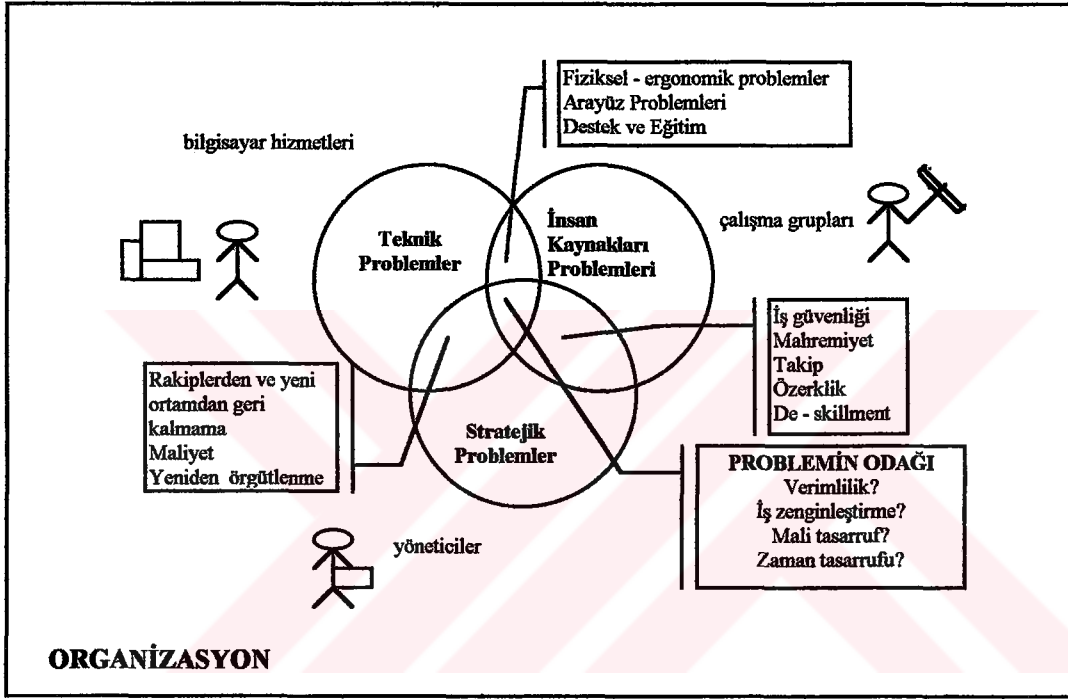 Fiziksel - ergonomik problemler
Arayüz Problemleri
Destek ve Eğitim
bilgisayar hizmetleri
Teknik
Problemler
İnsan
Kaynakları
Problemleri
çalışma grupları
İş güvenliği
Mahremiyet
Takip
Özerklik
De - skillment
Rakiplerden ve yeni
ortamdan geri
kalmama
Maliyet
Yeniden örgütlenme
Stratejik
Problemler
PROBLEMİN ODAĞI
Verimlilik?
İş zenginleştirme?
Mali tasarruf?
Zaman tasarrufu?
yöneticiler
ORGANİZASYON